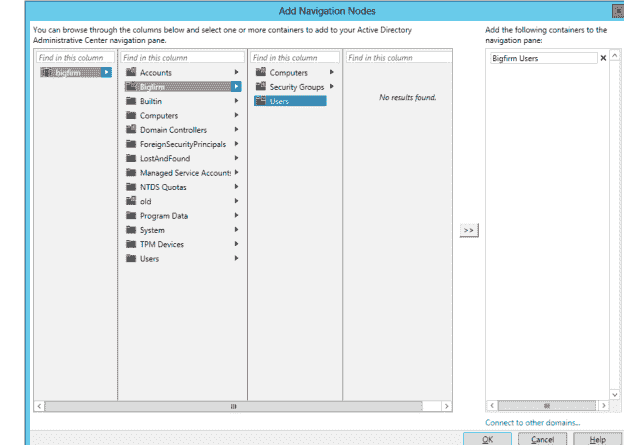 Add Navigation Nodes
You can browse through the columns below and select one or more containers to add to your Active Directory
Administrative Center navigation pane.
Add the following containers to the
navigation pane:
Find in this column
bigfirm
Find in this column
Accounts
Bigfirm
Builtin
Computers
Domain Controllers
ForeignSecurityPrincipals
LostAndFound
Managed Service Accounts
NTDS Quotas
old
Program Data
System
TPM Devices
Users
Find in this column
Computers
Security Groups
Users
Find in this column
No results found.
>>
Bigfirm Users
Connect to other domains...
OK
Cancel
Help